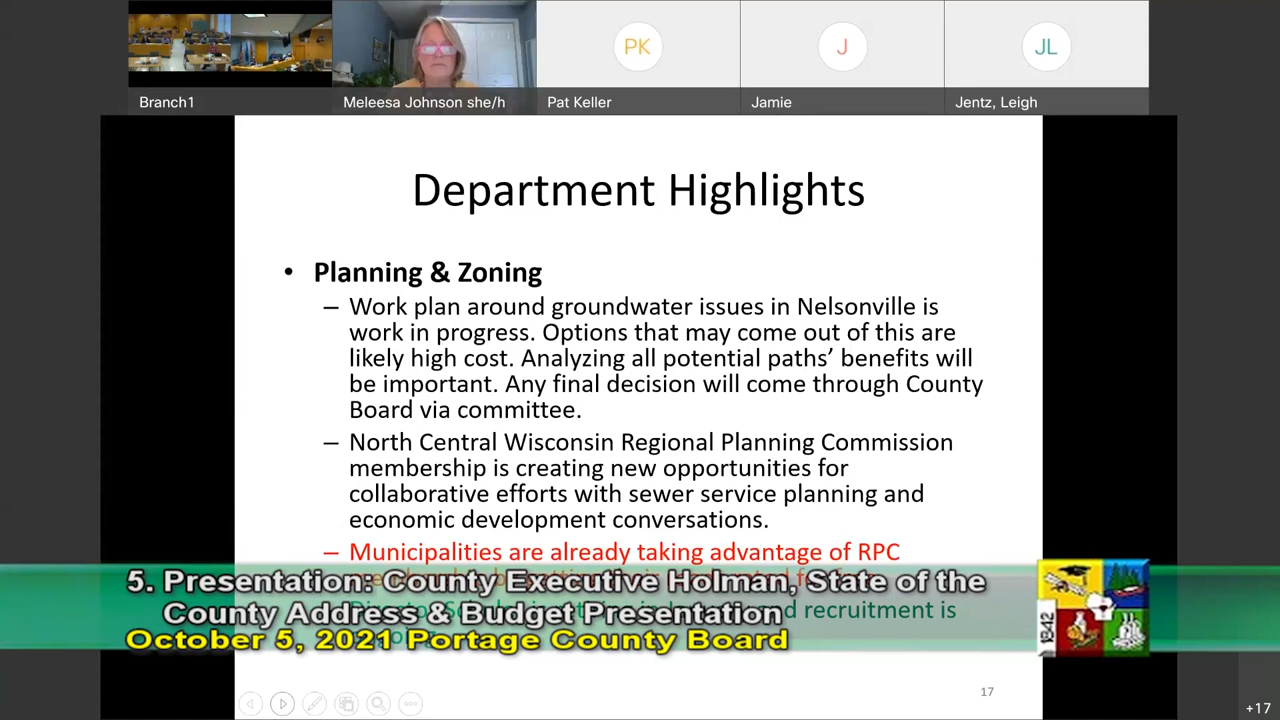 PK
J
JL
Branch1
Meleesa Johnson she/h
Pat Keller
Jamie
Jentz, Leigh
Department Highlights
• Planning & Zoning
– Work plan around groundwater issues in Nelsonville is
work in progress. Options that may come out of this are
likely high cost. Analyzing all potential paths’ benefits will
be important. Any final decision will come through County
Board via committee.
– North Central Wisconsin Regional Planning Commission
membership is creating new opportunities for
collaborative efforts with sewer service planning and
economic development conversations.
– Municipalities are already taking advantage of RPC
5. Presentation: County Executive Holman, State of the
County Address & Budget Presentation
and recruitment is
October 5, 2021 Portage County Board
1842
17
+17